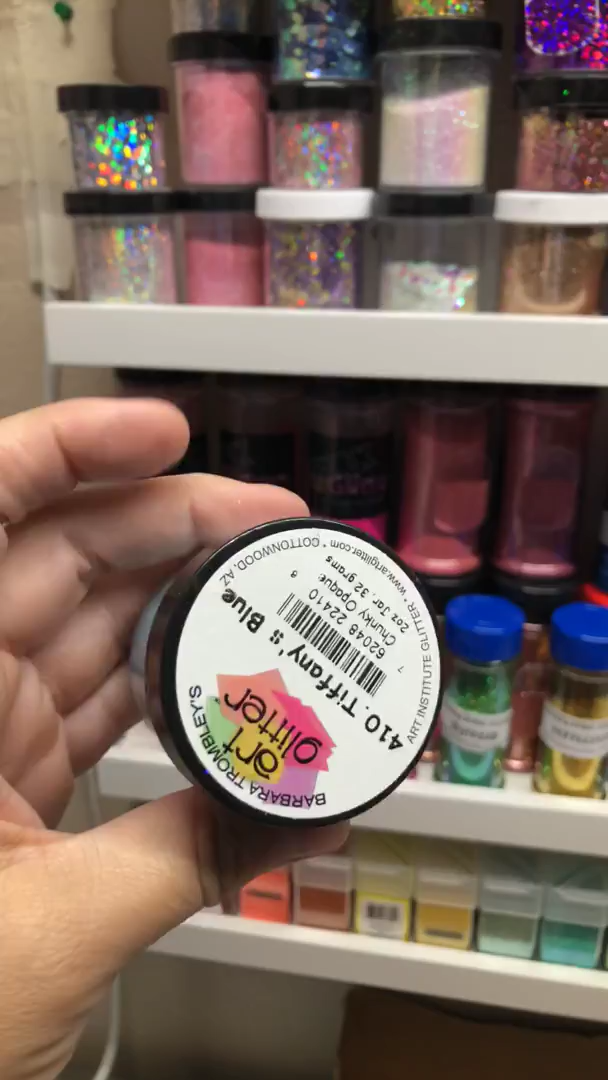 BARBARA TROMBLEY'S
art
glitter
410. Tiffany's Blue
62048 22410
Chunky Opaque
2oz Jar. 32 grams
ART INSTITUTE GLITTER * www.artglitter.com * COTTONWOOD, AZ